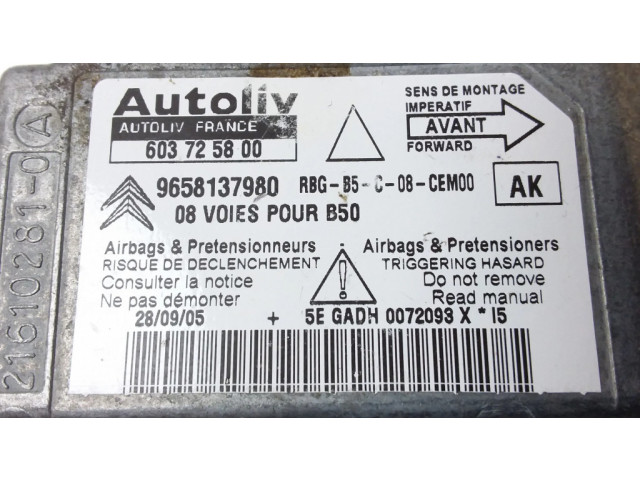 Autoliv
AUTOLIV FRANCE
603 72 58 00
SENS DE MONTAGE
IMPERATIF
AVANT
FORWARD
9658137980 RBG-B5-C-08-CEM00
AK
08 VOIES POUR B50
Airbags & Pretensionneurs
RISQUE DE DECLENCHEMENT
Consulter la notice
Ne pas démonter
Airbags & Pretensioners
TRIGGERING HASARD
Do not remove
Read manual
28/09/05 + 5E GADH 0072093 X * I5
21610281-0 A